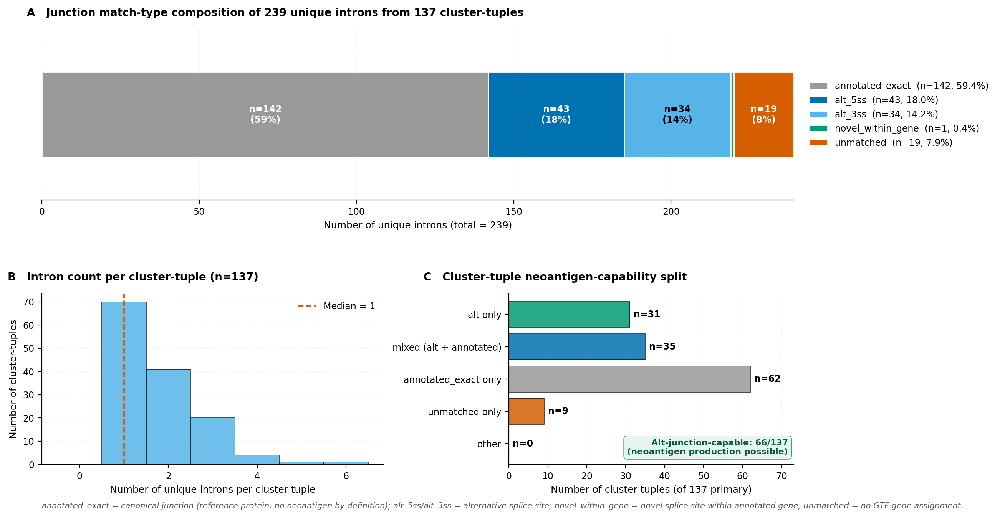 A   Junction match-type composition of 239 unique introns from 137 cluster-tuples
n=142
(59%)
n=43
(18%)
n=34
(14%)
n=19
(8%)
annotated_exact  (n=142, 59.4%)
alt_5ss  (n=43, 18.0%)
alt_3ss  (n=34, 14.2%)
novel_within_gene  (n=1, 0.4%)
unmatched  (n=19, 7.9%)
0 50 100 150 200
Number of unique introns (total = 239)
B   Intron count per cluster-tuple (n=137)
Number of cluster-tuples
70
60
50
40
30
20
10
0
Median = 1
0 2 4 6
Number of unique introns per cluster-tuple
C   Cluster-tuple neoantigen-capability split
alt only n=31
mixed (alt + annotated) n=35
annotated_exact only n=62
unmatched only n=9
other n=0
Alt-junction-capable: 66/137
(neoantigen production possible)
0 10 20 30 40 50 60 70
Number of cluster-tuples (of 137 primary)
annotated_exact = canonical junction (reference protein, no neoantigen by definition); alt_5ss/alt_3ss = alternative splice site; novel_within_gene = novel splice site within annotated gene; unmatched = no GTF gene assignment.